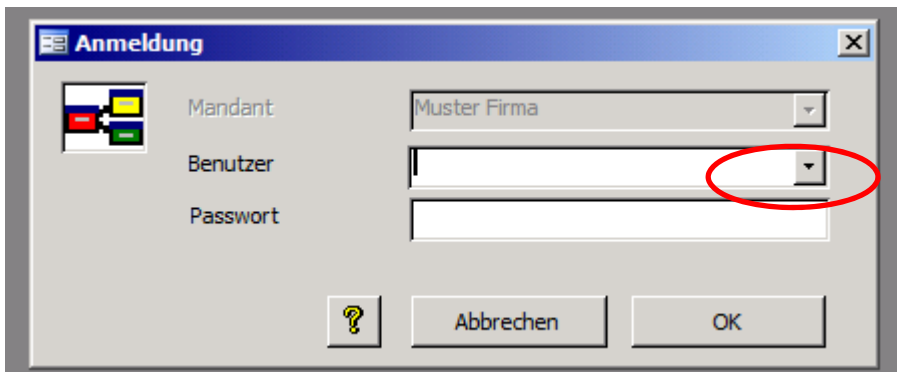 Anmeldung
Mandant Muster Firma
Benutzer
Passwort
? Abbrechen OK